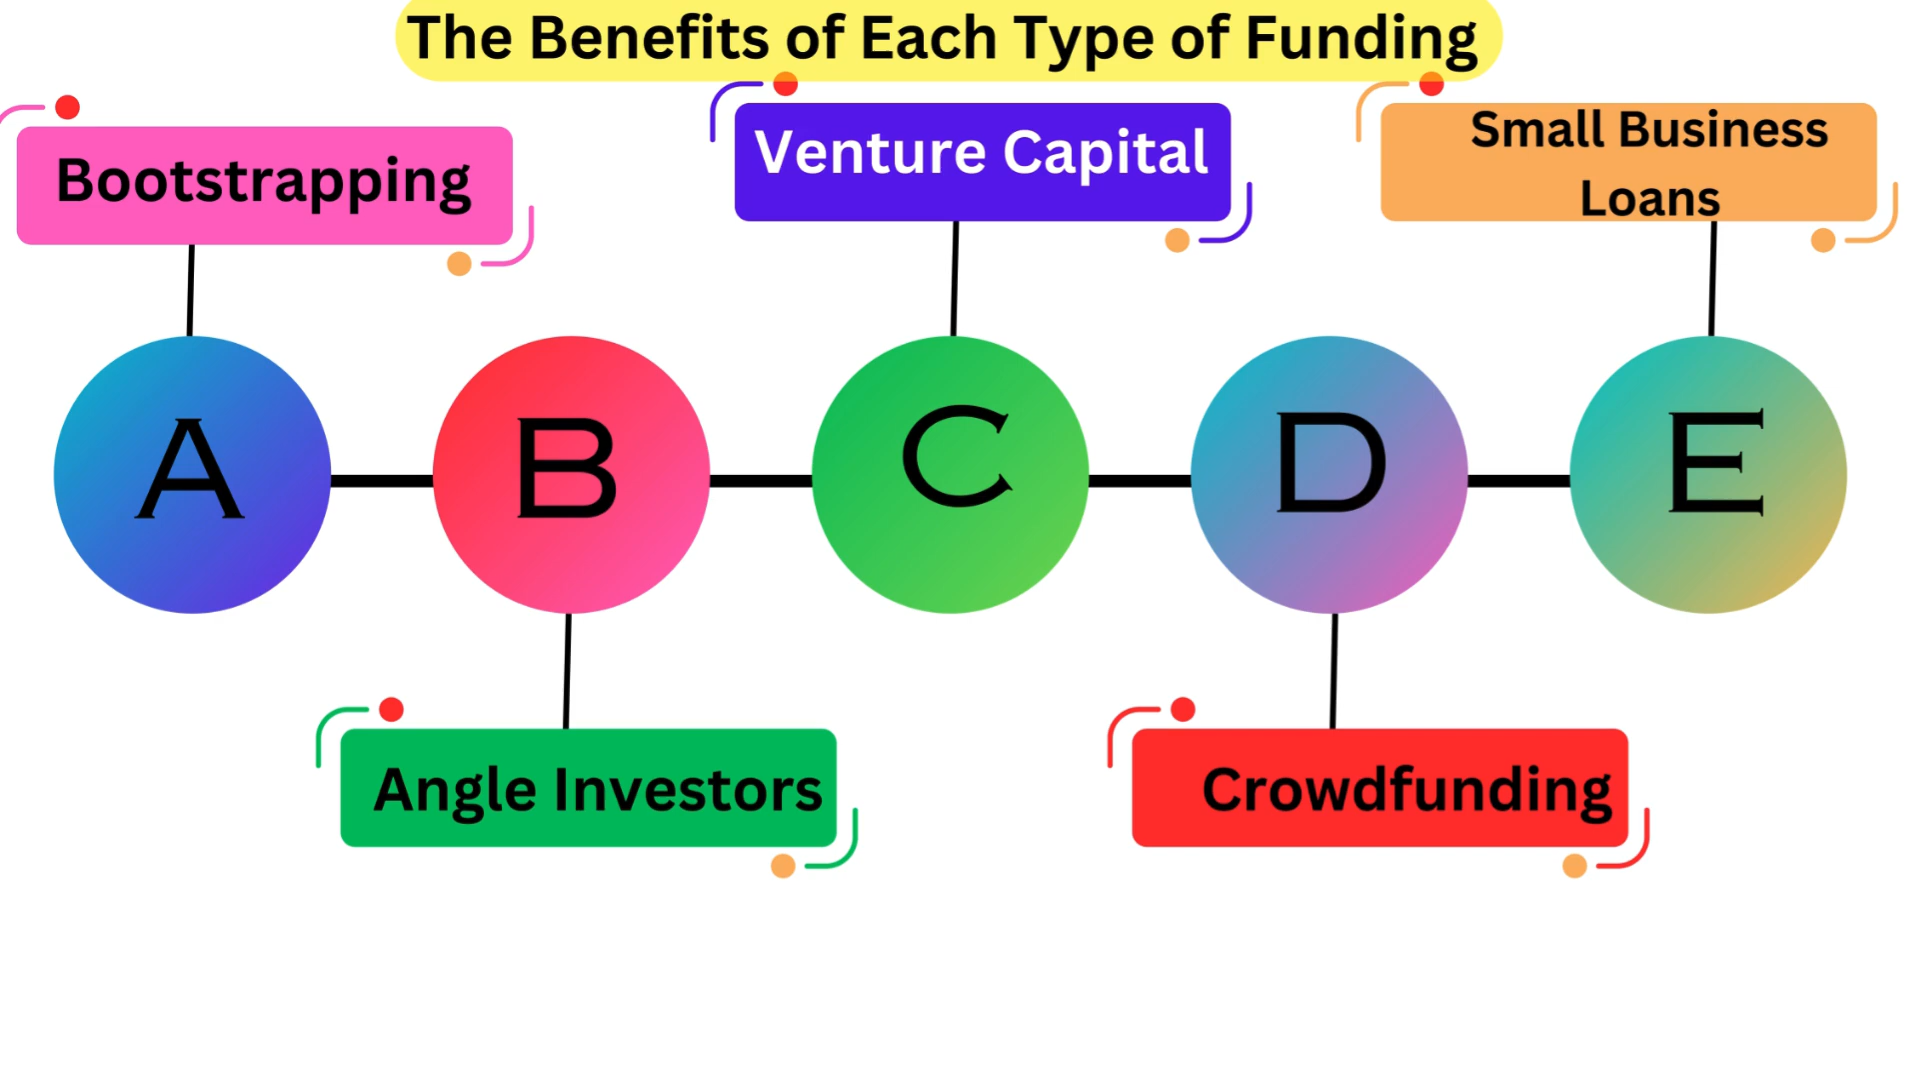 The Benefits of Each Type of Funding
Bootstrapping
Venture Capital
Small Business
Loans
A
B
C
D
E
Angle Investors
Crowdfunding